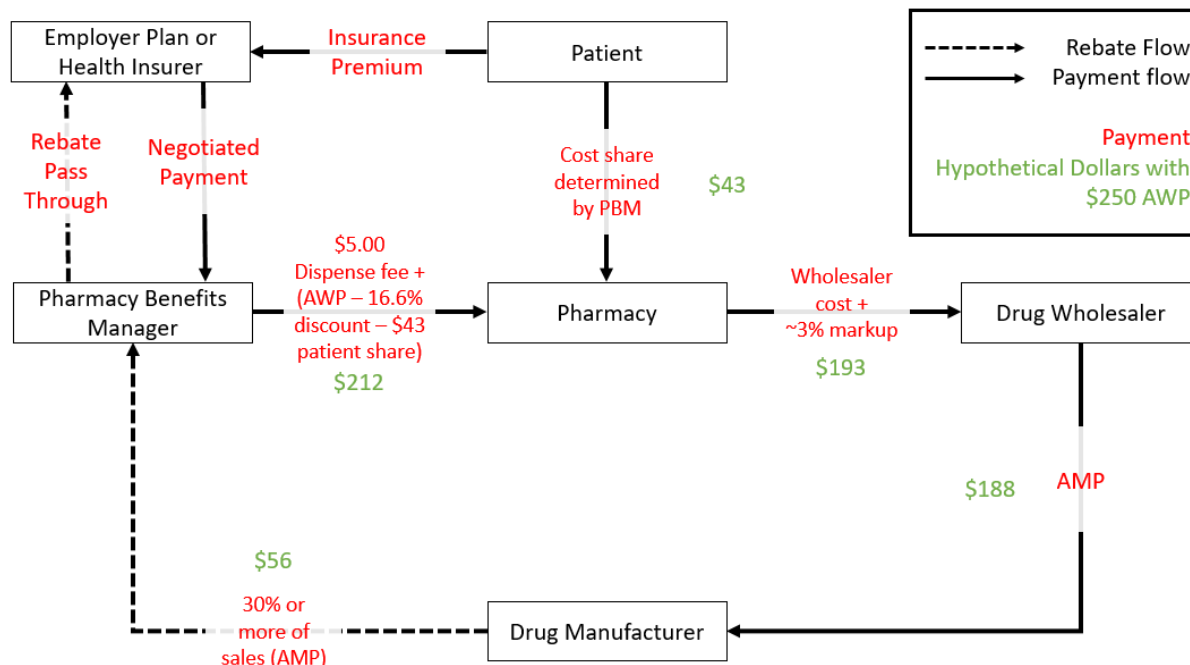 Employer Plan or
Health Insurer
Insurance
Premium
Patient
Rebate Flow
Payment flow
Payment
Hypothetical Dollars with
$250 AWP
Rebate
Pass
Through
Negotiated
Payment
Cost share
determined
by PBM
$43
$5.00
Dispense fee +
(AWP – 16.6%
discount – $43
patient share)
$212
Pharmacy Benefits
Manager
Pharmacy
Wholesaler
cost +
~3% markup
$193
Drug Wholesaler
$188
AMP
$56
30% or
more of
sales (AMP)
Drug Manufacturer